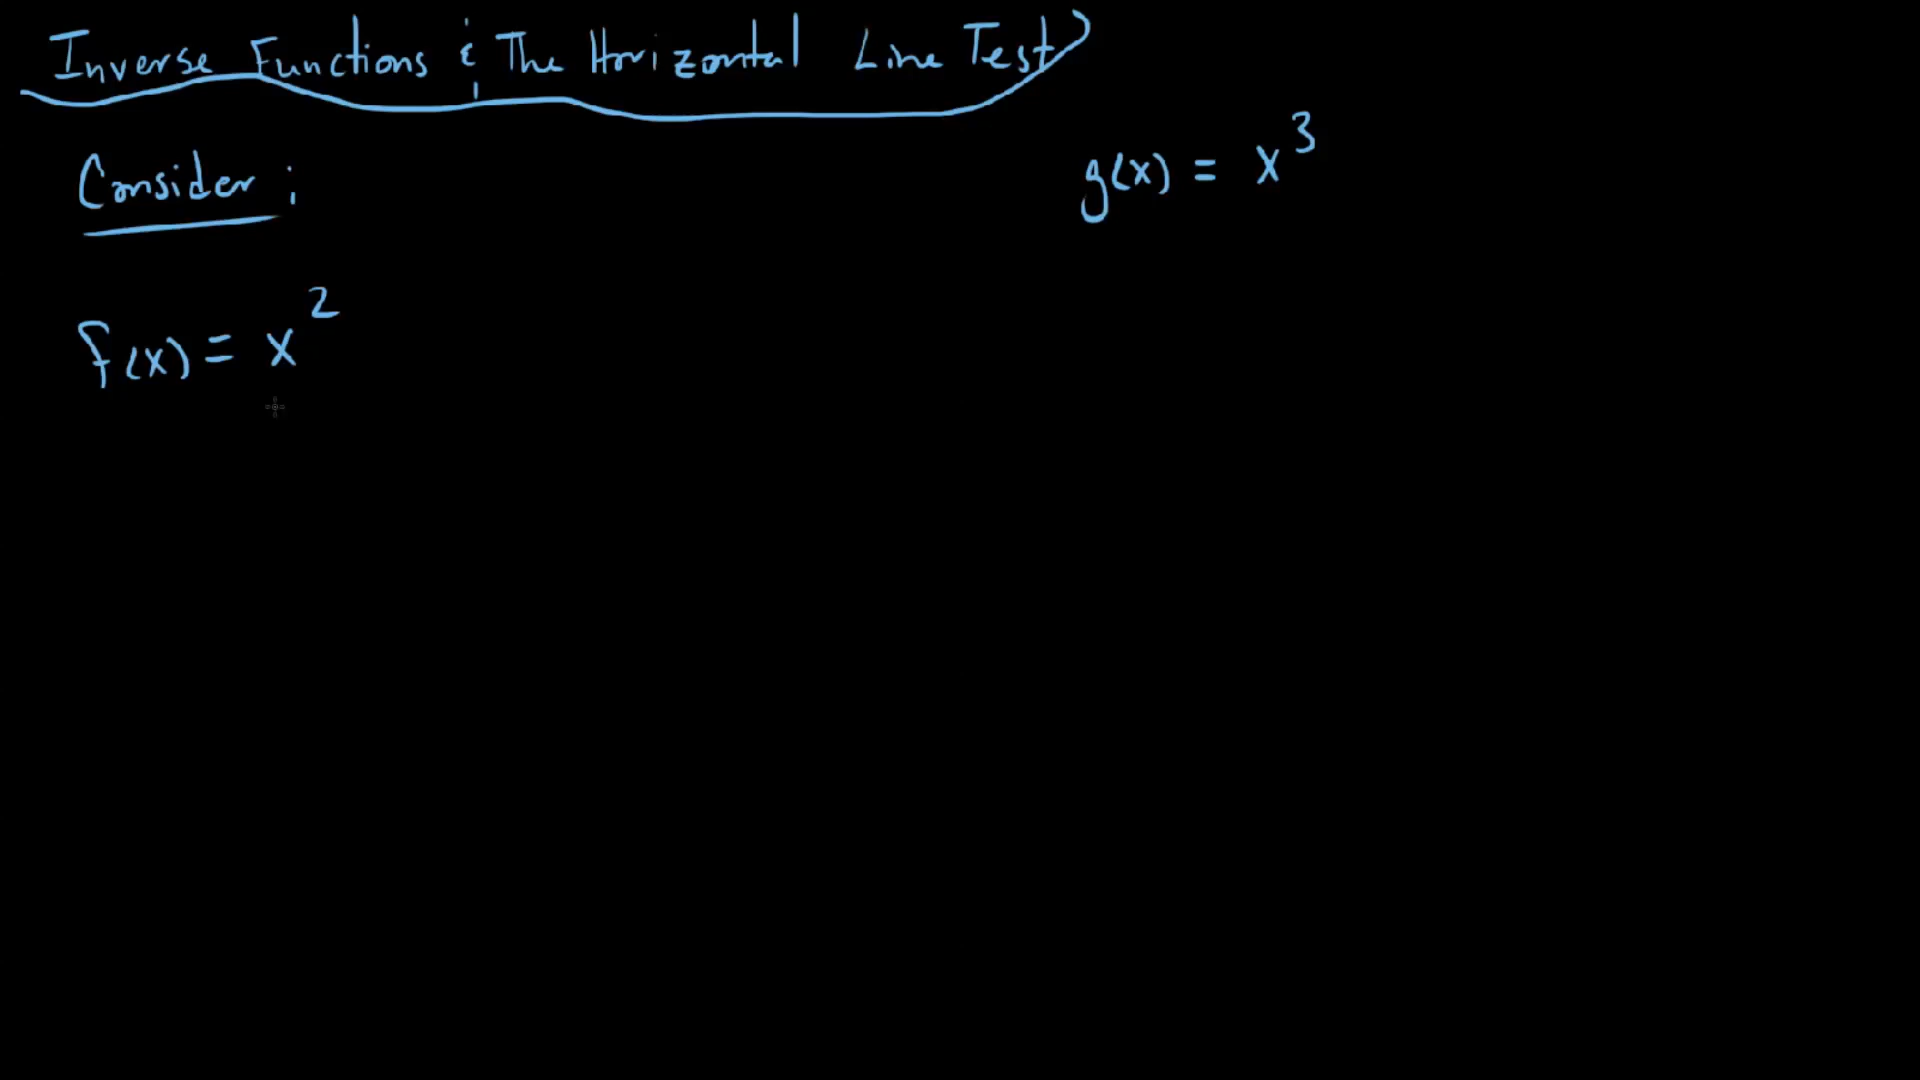 Inverse Functions & The Horizontal Line Test
Consider:
g(x) = x³
f(x) = x²